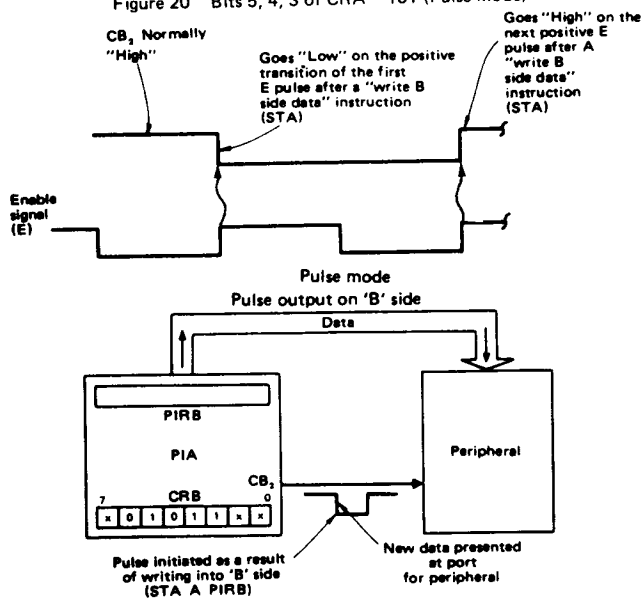 Figure 20 Bits 5, 4, 3 of CRA 101 (Pulse Mode)
CB₂ Normally
"High"
Goes "Low" on the positive
transition of the first
E pulse after a "write B
side data" instruction
(STA)
Goes "High" on the
next positive E
pulse after A
"write B
side data"
instruction
(STA)
Enable
signal
(E)
Pulse mode
Pulse output on 'B' side
Data
PIRB
PIA
CB₂
CRB
7 0
x 0 1 0 1 1 x x
Peripheral
Pulse initiated as a result
of writing into 'B' side
(STA A PIRB)
New data presented
at port
for peripheral